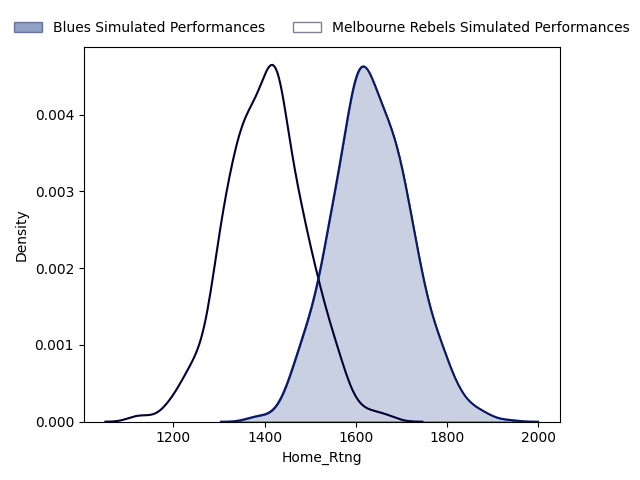 Blues Simulated Performances
Melbourne Rebels Simulated Performances
0.004
0.003
0.002
0.001
0.000
Density
1200
1400
1600
1800
2000
Home_Rtng